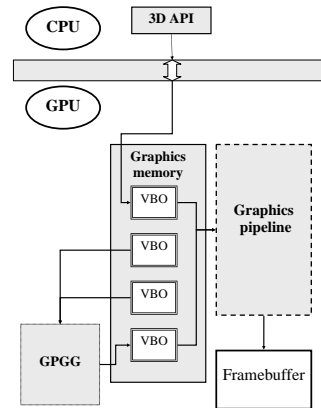 CPU
3D API
GPU
Graphics
memory
VBO
VBO
VBO
VBO
Graphics
pipeline
GPGG
Framebuffer